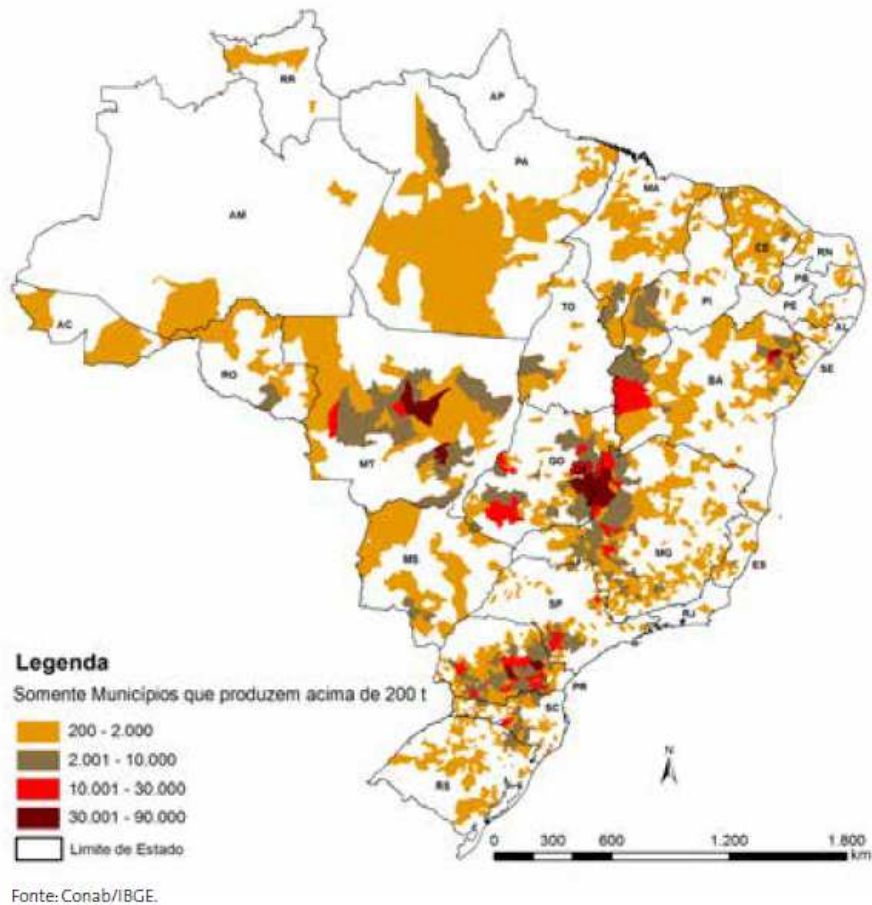 RR
AP
AM
PA
MA
CE
RN
PB
PE
AL
SE
PI
TO
AC
RO
BA
MT
GO
MG
ES
MS
SP
RJ
PR
SC
RS
N
Legenda
Somente Municípios que produzem acima de 200 t
200 - 2.000
2.001 - 10.000
10.001 - 30.000
30.001 - 90.000
Limite de Estado
0 300 600 1.200 1.800
km
Fonte: Conab/IBGE.